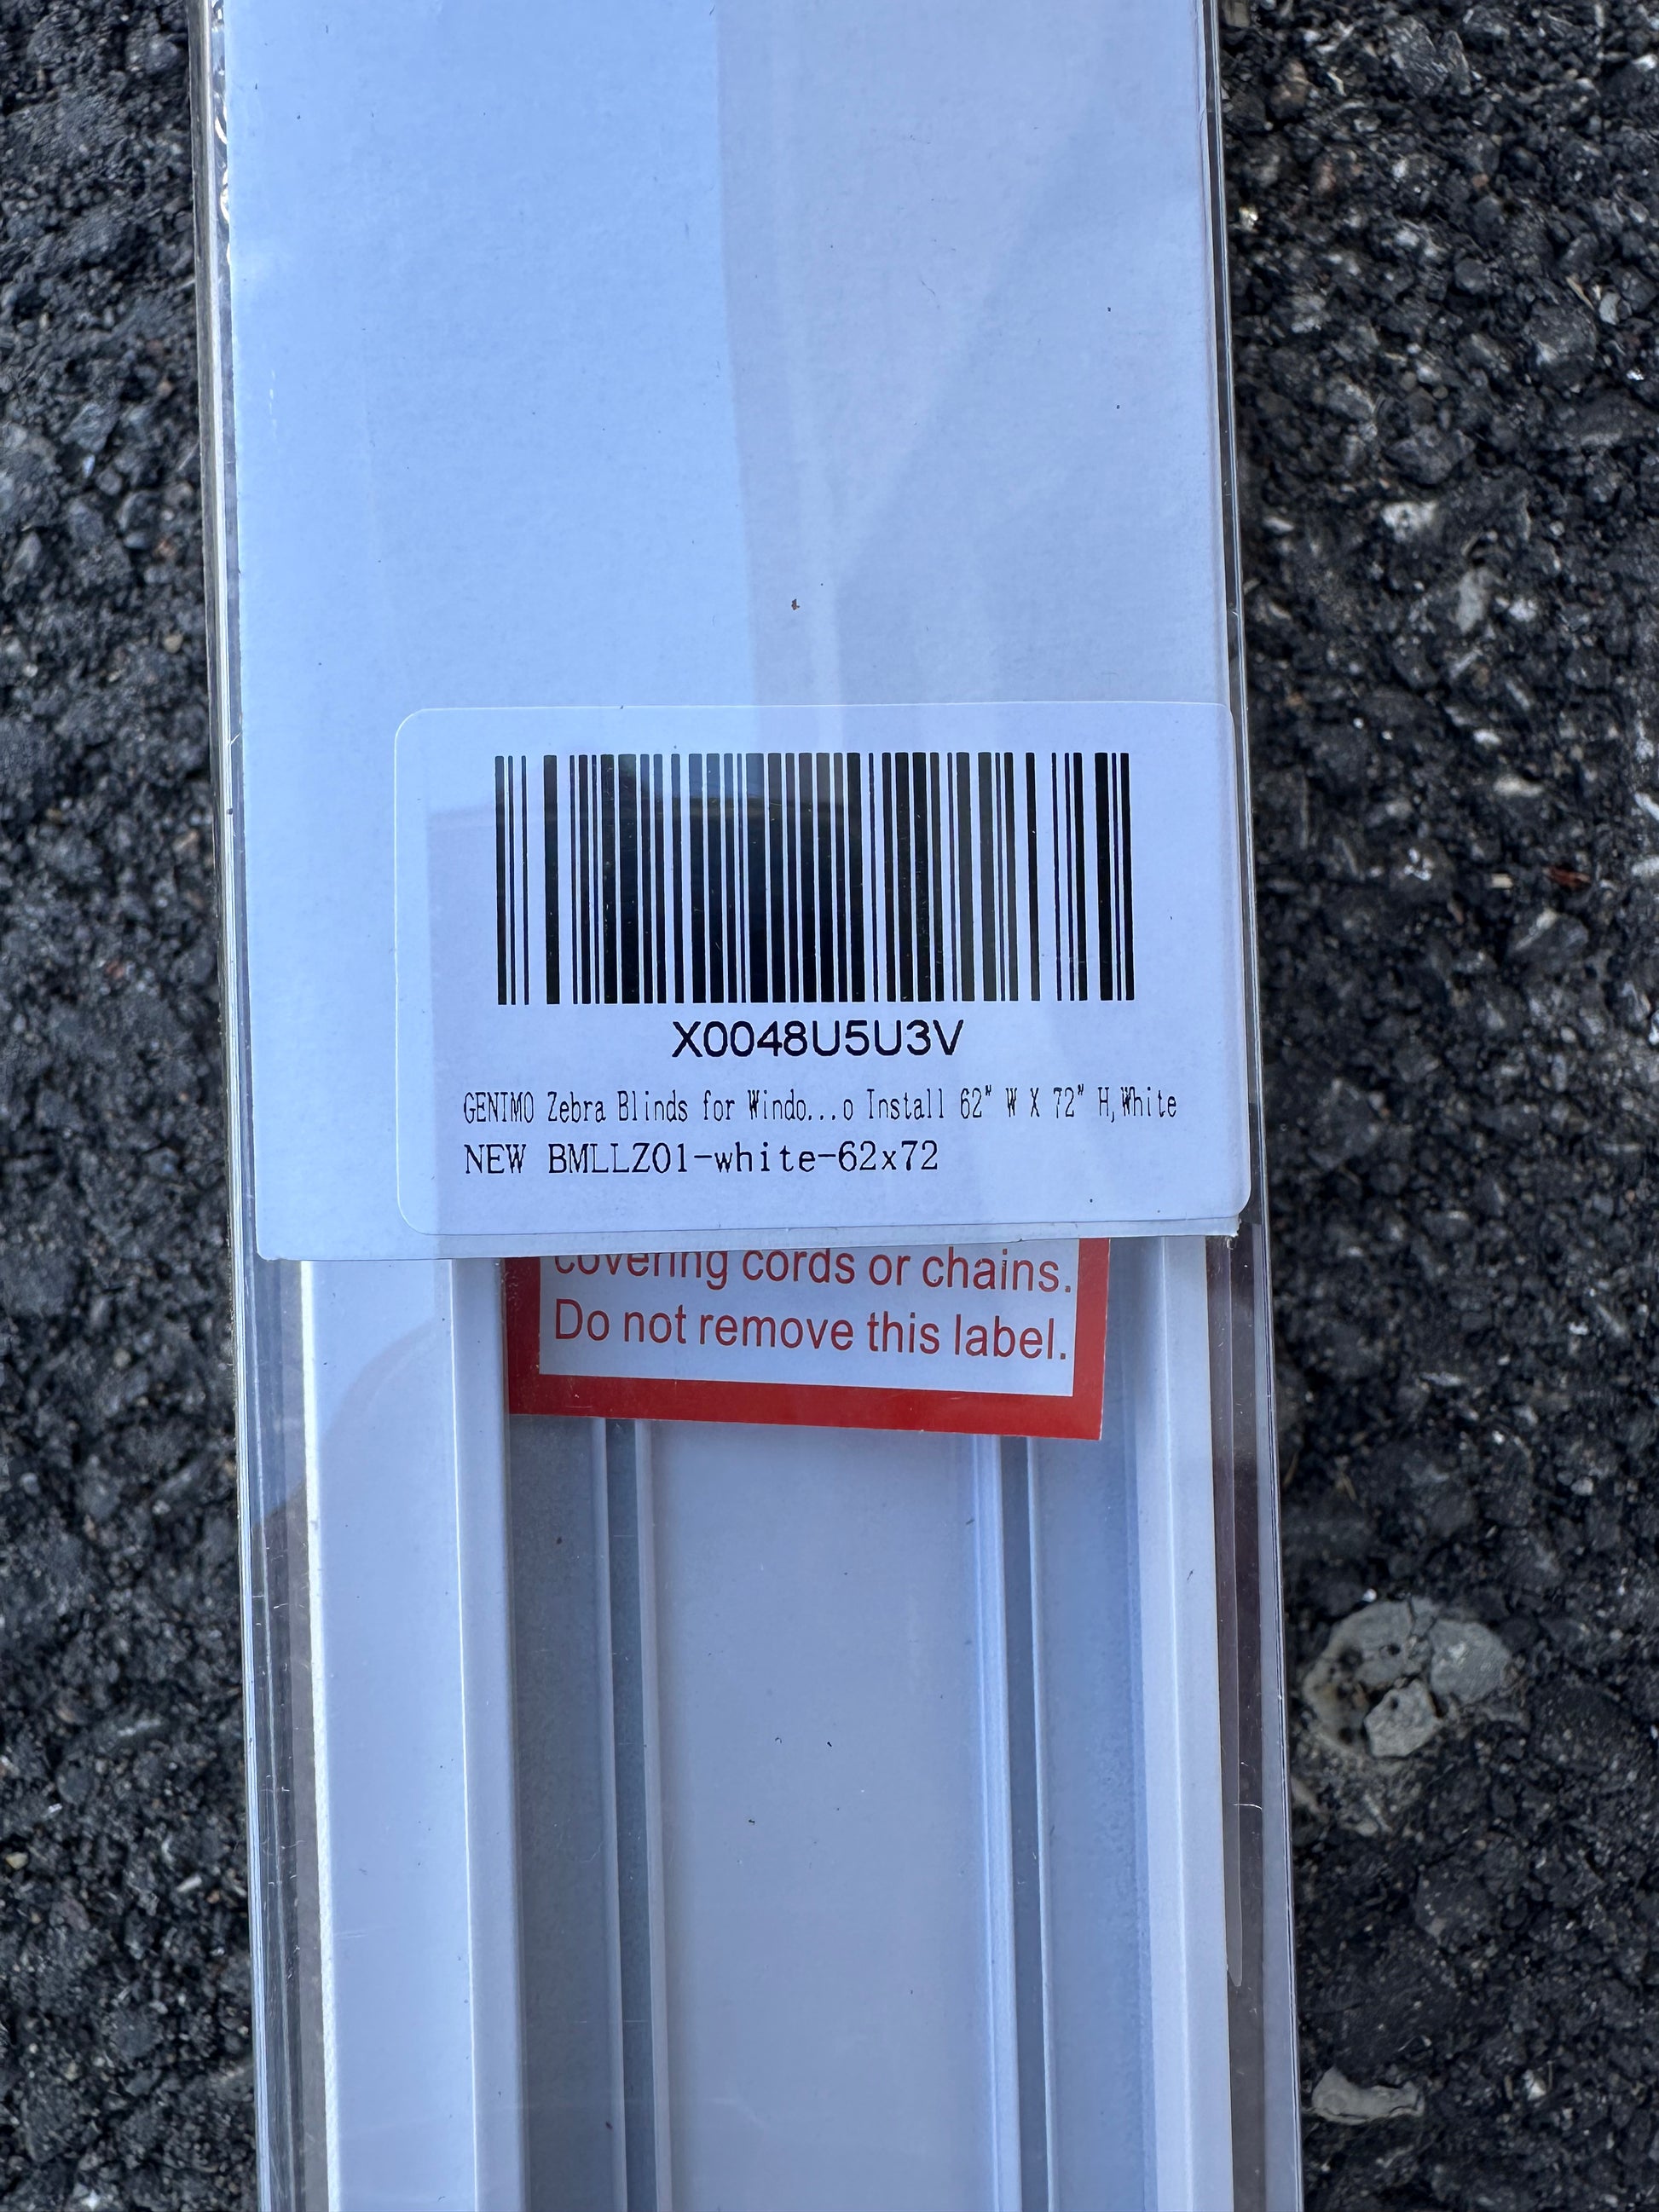 X0048U5U3V
GENIMO Zebra Blinds for Windo...o Install 62" W X 72" H,White
NEW BMLLZ01-white-62x72
covering cords or chains.
Do not remove this label.